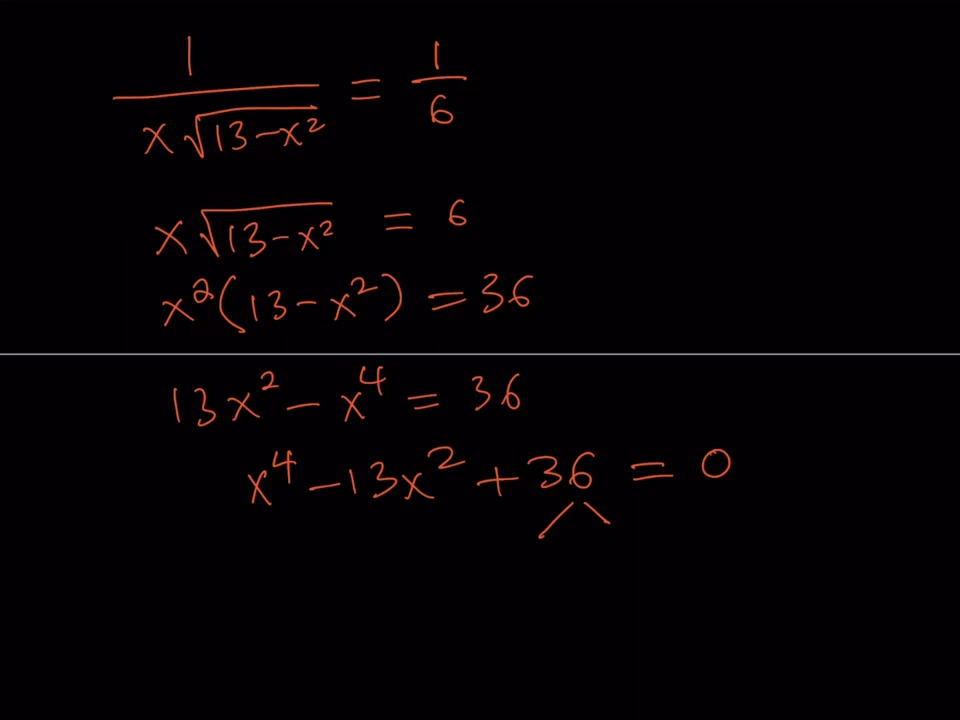 1/(x√(13-x²)) = 1/6
x√(13-x²) = 6
x²(13-x²) = 36
13x² - x⁴ = 36
x⁴ - 13x² + 36 = 0